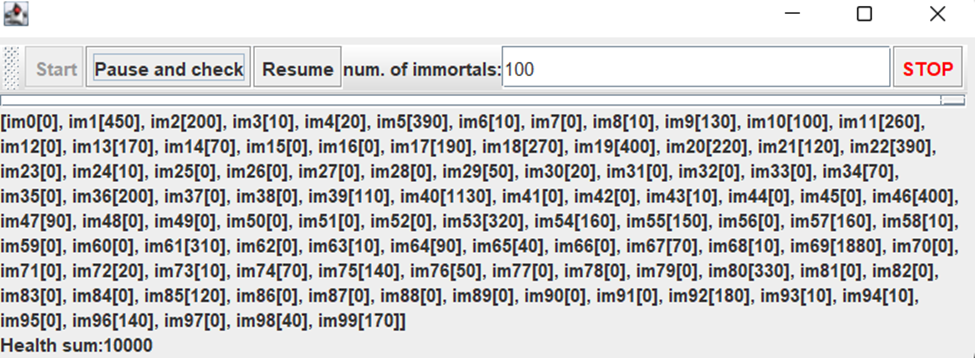 Start Pause and check Resume num. of immortals: 100 STOP
[im0[0], im1[450], im2[200], im3[10], im4[20], im5[390], im6[10], im7[0], im8[10], im9[130], im10[100], im11[260],
im12[0], im13[170], im14[70], im15[0], im16[0], im17[190], im18[270], im19[400], im20[220], im21[120], im22[390],
im23[0], im24[10], im25[0], im26[0], im27[0], im28[0], im29[50], im30[20], im31[0], im32[0], im33[0], im34[70],
im35[0], im36[200], im37[0], im38[0], im39[110], im40[1130], im41[0], im42[0], im43[10], im44[0], im45[0], im46[400],
im47[90], im48[0], im49[0], im50[0], im51[0], im52[0], im53[320], im54[160], im55[150], im56[0], im57[160], im58[10],
im59[0], im60[0], im61[310], im62[0], im63[10], im64[90], im65[40], im66[0], im67[70], im68[10], im69[1880], im70[0],
im71[0], im72[20], im73[10], im74[70], im75[140], im76[50], im77[0], im78[0], im79[0], im80[330], im81[0], im82[0],
im83[0], im84[0], im85[120], im86[0], im87[0], im88[0], im89[0], im90[0], im91[0], im92[180], im93[10], im94[10],
im95[0], im96[140], im97[0], im98[40], im99[170]]
Health sum:10000